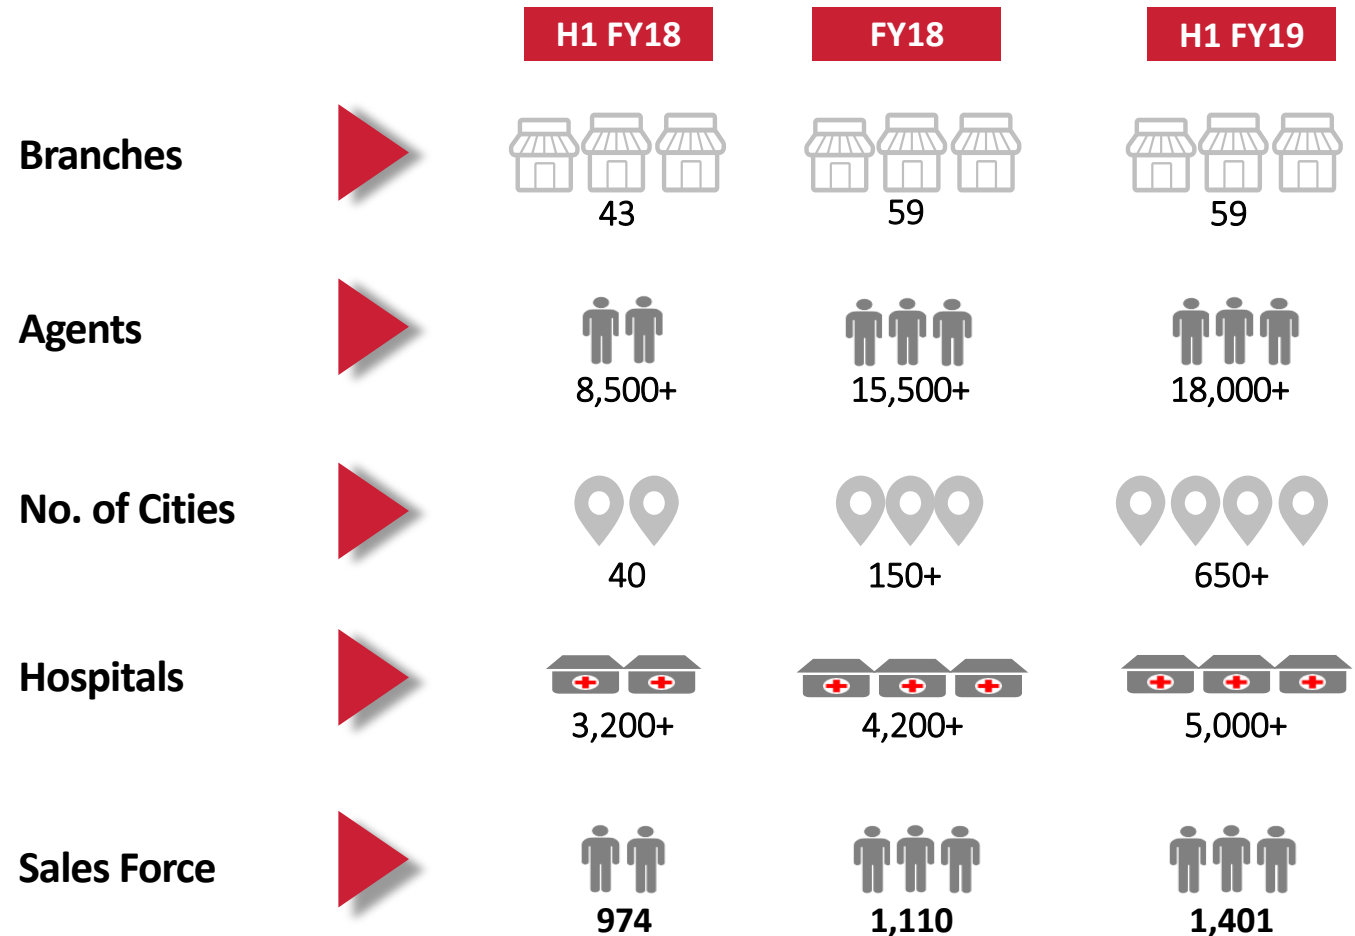 H1 FY18 FY18 H1 FY19
Branches
43 59 59
Agents
8,500+ 15,500+ 18,000+
No. of Cities
40 150+ 650+
Hospitals
3,200+ 4,200+ 5,000+
Sales Force
974 1,110 1,401